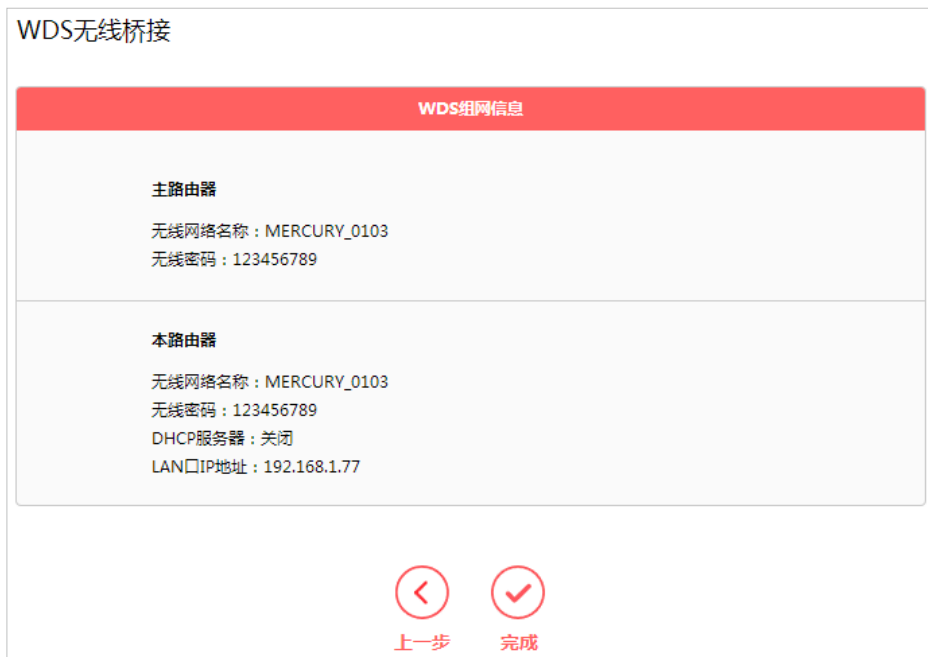 WDS无线桥接
WDS组网信息
主路由器
无线网络名称：MERCURY_0103
无线密码：123456789
本路由器
无线网络名称：MERCURY_0103
无线密码：123456789
DHCP服务器：关闭
LAN口IP地址：192.168.1.77
上一步 完成